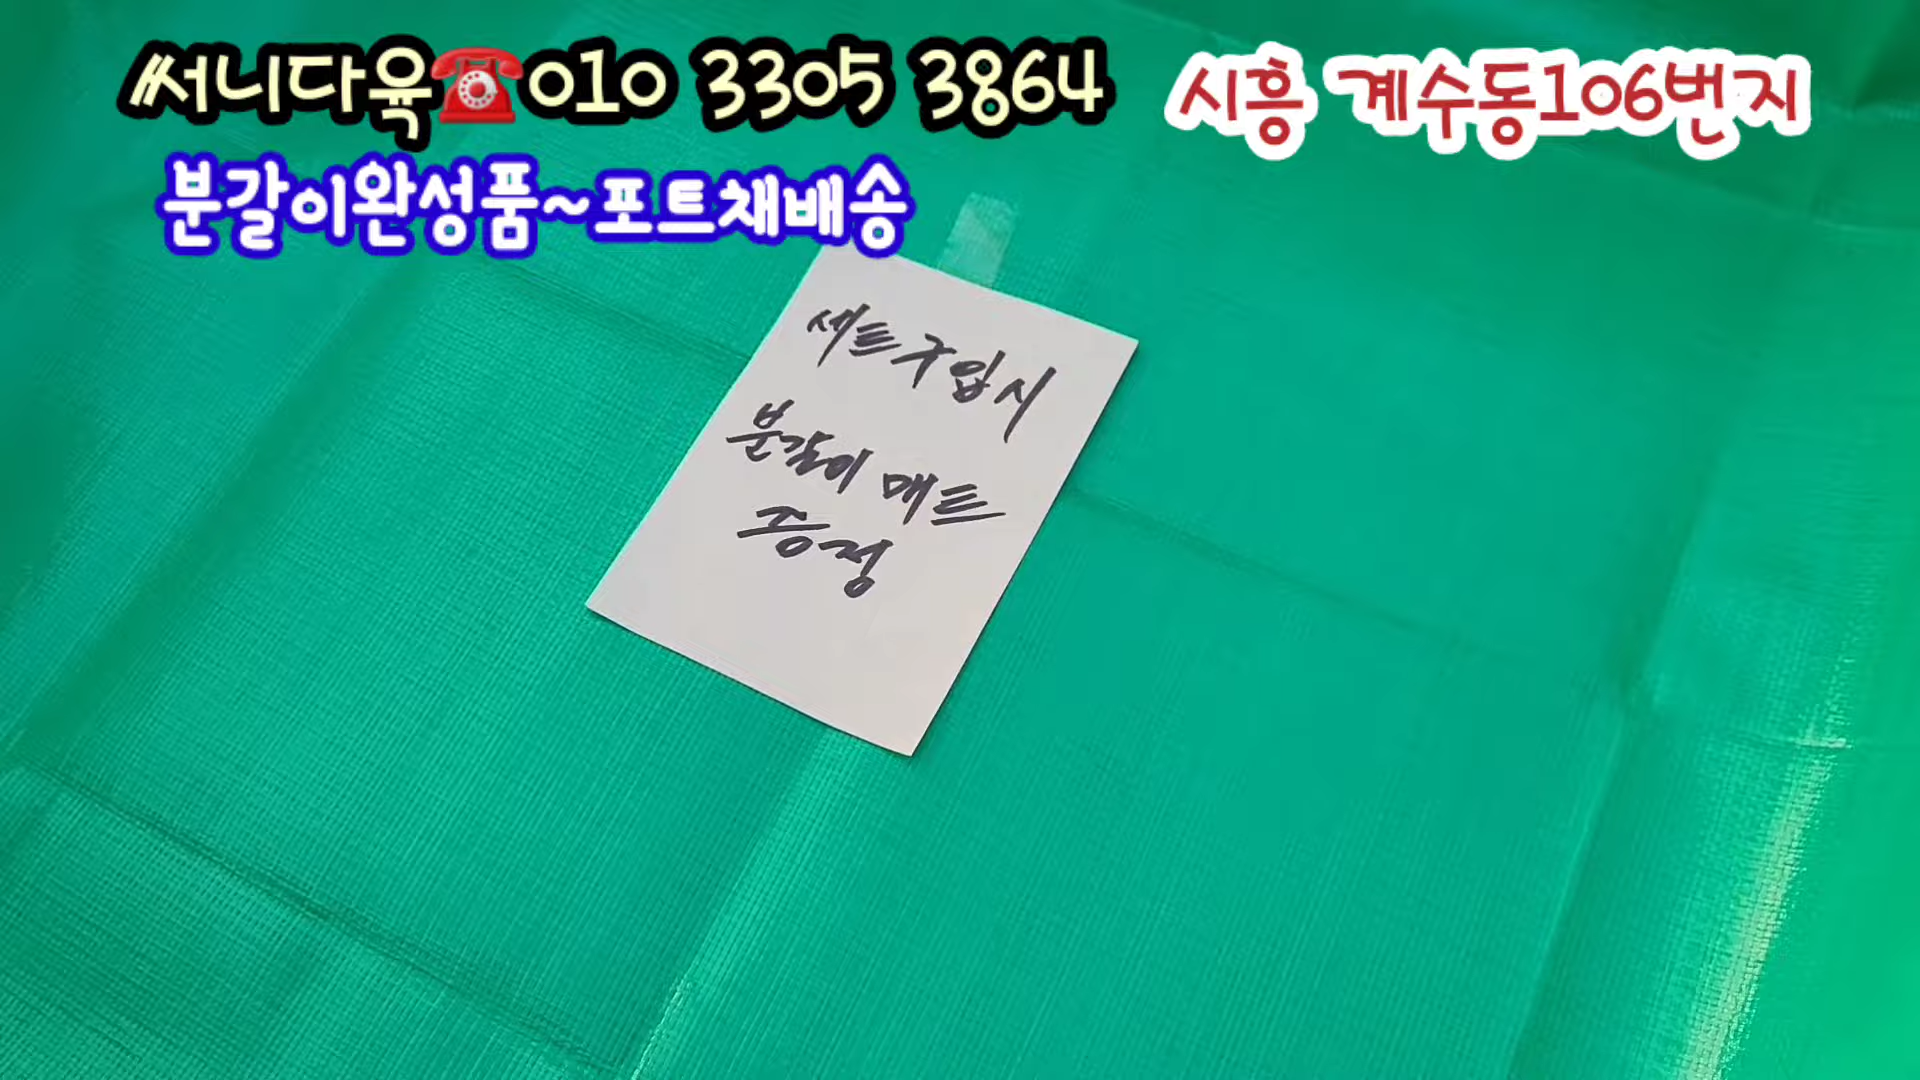 써니다육☎010 3305 3864
시흥 계수동106번지
분갈이완성품~포트채배송
세트구입시
분갈이 매트
증정